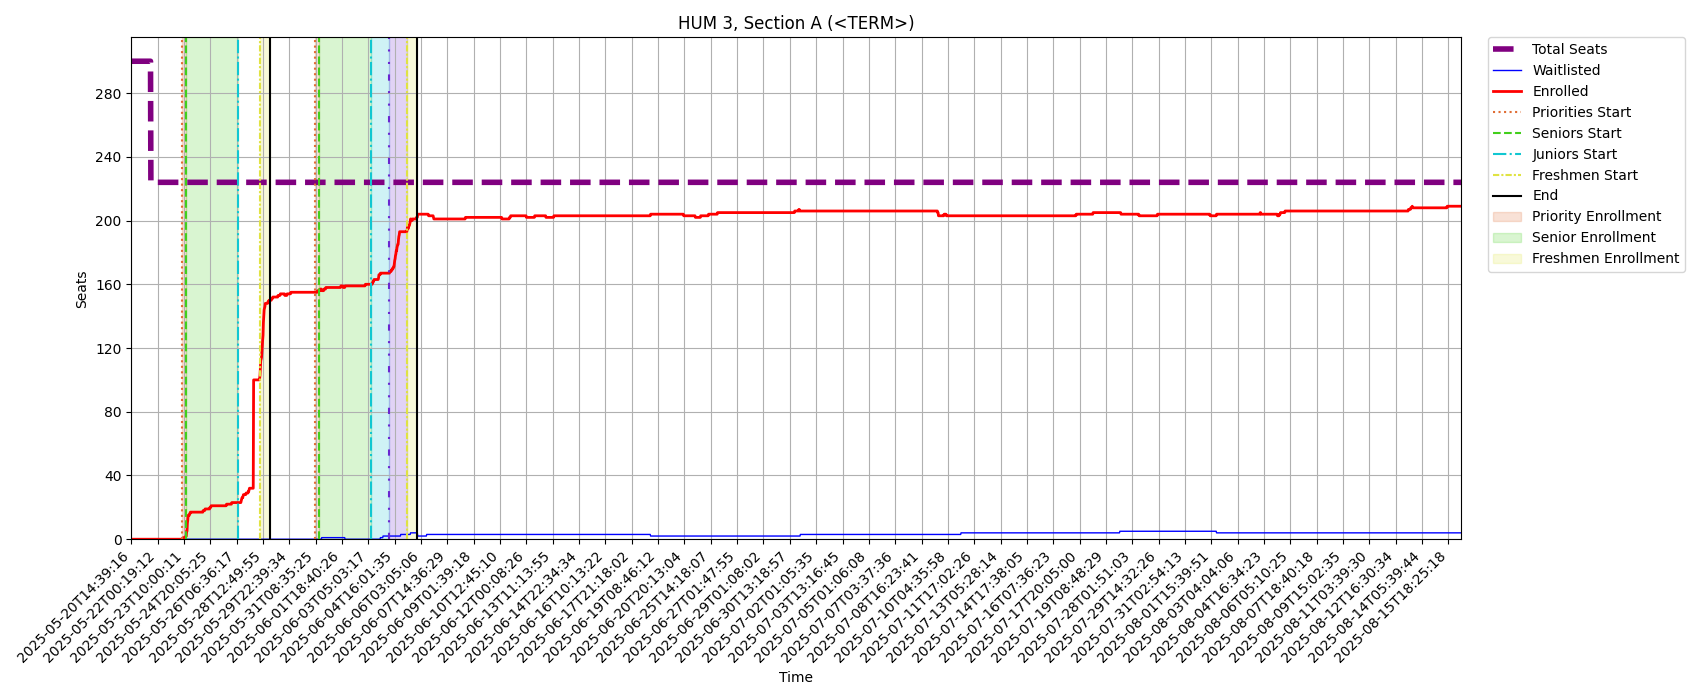 HUM 3, Section A (<TERM>)
Total Seats
Waitlisted
Enrolled
Priorities Start
Seniors Start
Juniors Start
Freshmen Start
End
Priority Enrollment
Senior Enrollment
Freshmen Enrollment
Seats
280
240
200
160
120
80
40
0
2025-05-20T14:39:16
2025-05-22T00:19:12
2025-05-23T10:00:11
2025-05-24T20:05:25
2025-05-26T06:36:17
2025-05-28T12:49:55
2025-05-29T22:39:34
2025-05-31T08:35:25
2025-06-01T18:40:26
2025-06-03T05:03:17
2025-06-04T16:01:35
2025-06-06T03:05:06
2025-06-07T14:36:29
2025-06-10T01:39:18
2025-06-10T12:45:10
2025-06-12T00:08:26
2025-06-13T11:13:55
2025-06-14T22:34:34
2025-06-16T10:13:22
2025-06-17T21:18:02
2025-06-19T08:46:12
2025-06-20T20:13:04
2025-06-25T14:18:07
2025-06-27T01:47:55
2025-06-29T01:08:02
2025-06-30T13:18:57
2025-07-02T01:05:35
2025-07-03T13:16:45
2025-07-05T01:06:08
2025-07-07T03:37:36
2025-07-08T16:23:41
2025-07-10T04:35:58
2025-07-11T17:02:26
2025-07-13T05:28:14
2025-07-14T17:38:05
2025-07-16T07:36:23
2025-07-17T20:05:00
2025-07-19T08:48:29
2025-07-28T01:51:03
2025-07-29T14:32:26
2025-07-31T02:54:13
2025-08-01T15:39:51
2025-08-03T04:04:06
2025-08-04T16:34:23
2025-08-06T05:10:25
2025-08-07T18:40:18
2025-08-09T15:02:35
2025-08-11T03:39:30
2025-08-12T16:30:34
2025-08-14T05:39:44
2025-08-15T18:25:18
Time